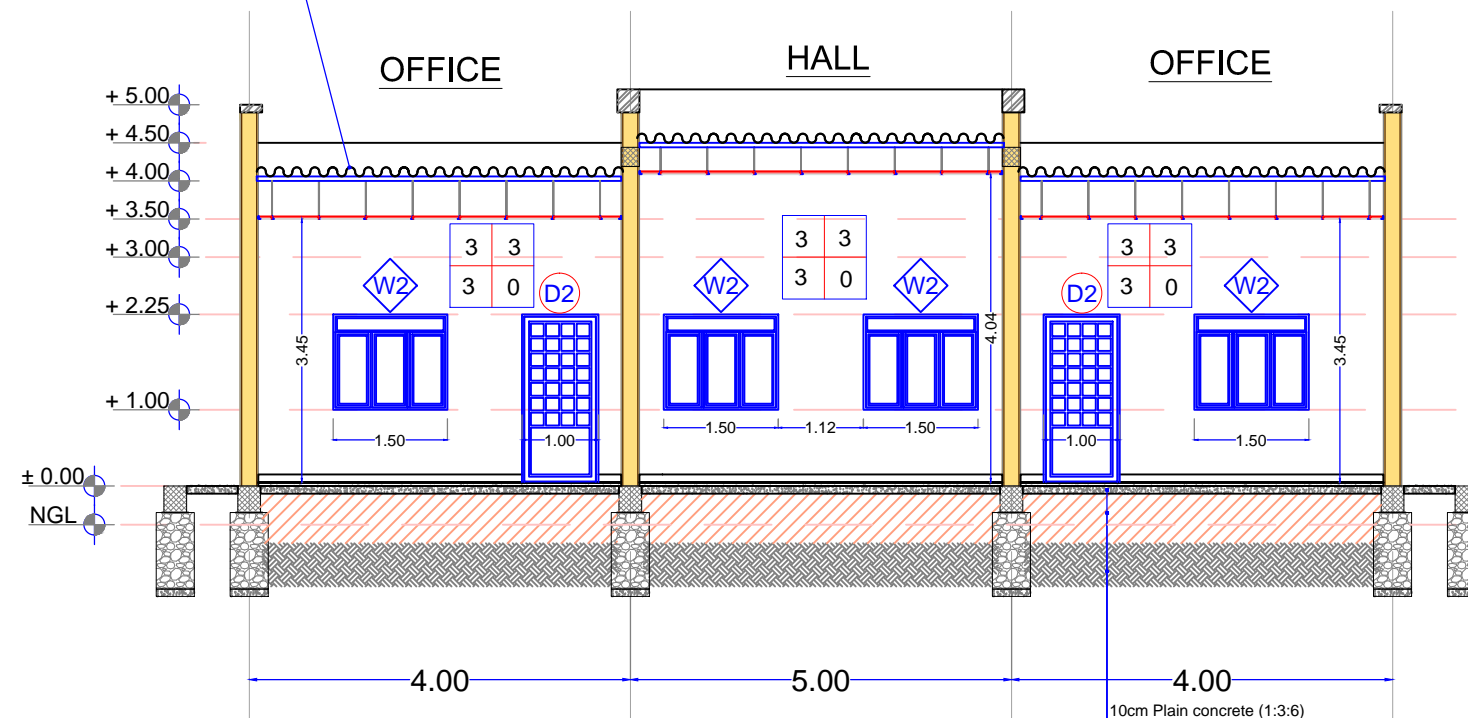 OFFICE
HALL
OFFICE
+ 5.00
+ 4.50
+ 4.00
+ 3.50
+ 3.00
+ 2.25
+ 1.00
± 0.00
NGL
3 3
3 0
3 3
3 0
3 3
3 0
W2
D2
W2
W2
D2
W2
3.45
4.04
3.45
1.50
1.00
1.50
1.12
1.50
1.00
1.50
4.00
5.00
4.00
10cm Plain concrete (1:3:6)